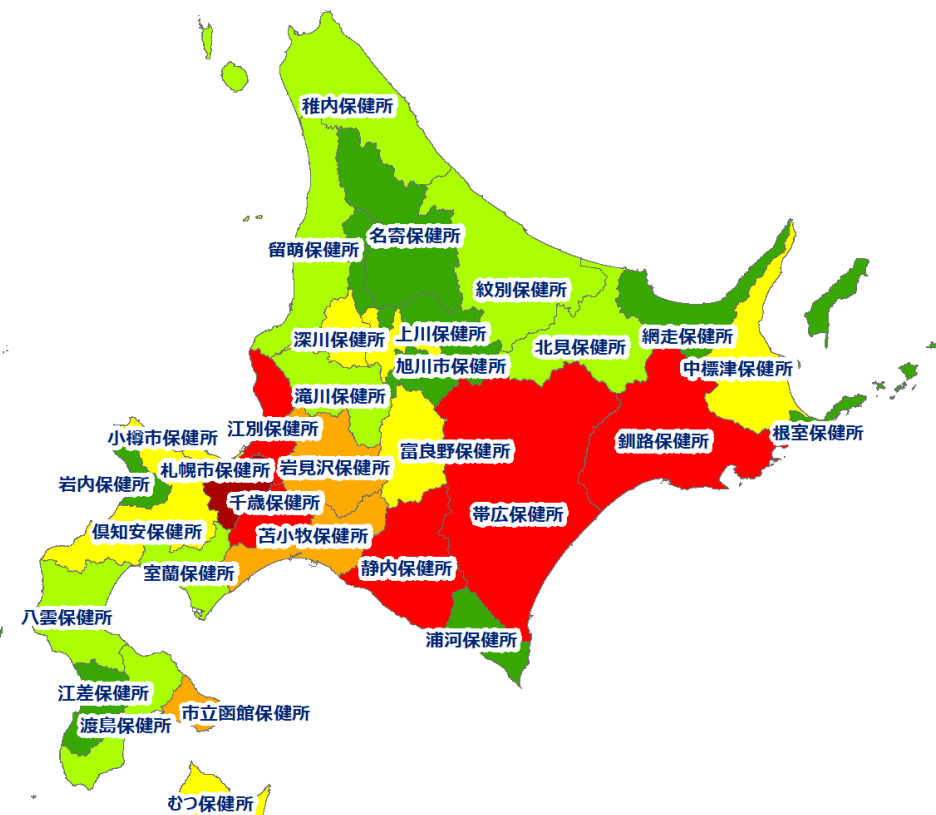 稚内保健所
名寄保健所
留萌保健所
紋別保健所
上川保健所
深川保健所
網走保健所
北見保健所
旭川市保健所
中標津保健所
滝川保健所
江別保健所
根室保健所
小樽市保健所
釧路保健所
富良野保健所
札幌市保健所
岩見沢保健所
岩内保健所
千歳保健所
帯広保健所
倶知安保健所
苫小牧保健所
静内保健所
室蘭保健所
八雲保健所
浦河保健所
江差保健所
市立函館保健所
渡島保健所
むつ保健所